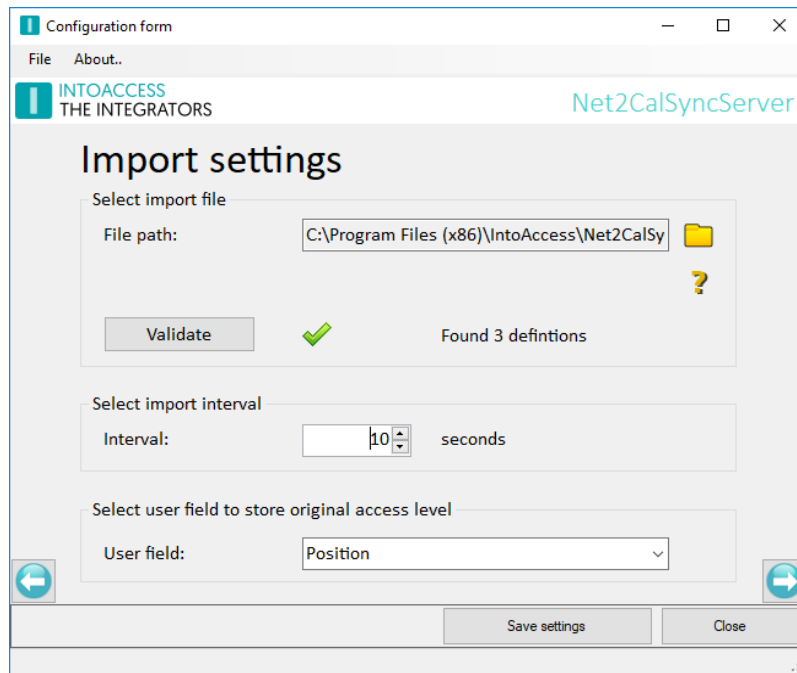 Configuration form
File About..
INTOACCESS
THE INTEGRATORS
Net2CalSyncServer
Import settings
Select import file
File path: C:\Program Files (x86)\IntoAccess\Net2CalSy
?
Validate Found 3 defintions
Select import interval
Interval: 10 seconds
Select user field to store original access level
User field: Position
Save settings Close